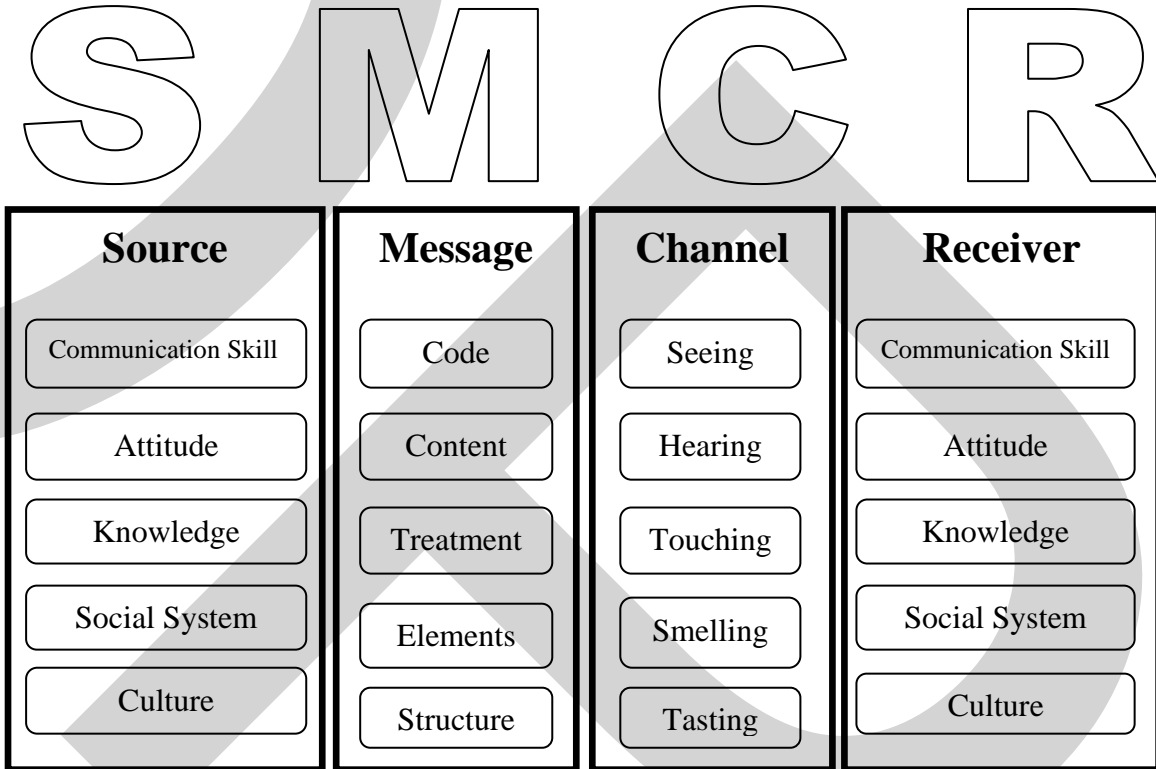 S M C R
Source
Communication Skill
Attitude
Knowledge
Social System
Culture
Message
Code
Content
Treatment
Elements
Structure
Channel
Seeing
Hearing
Touching
Smelling
Tasting
Receiver
Communication Skill
Attitude
Knowledge
Social System
Culture